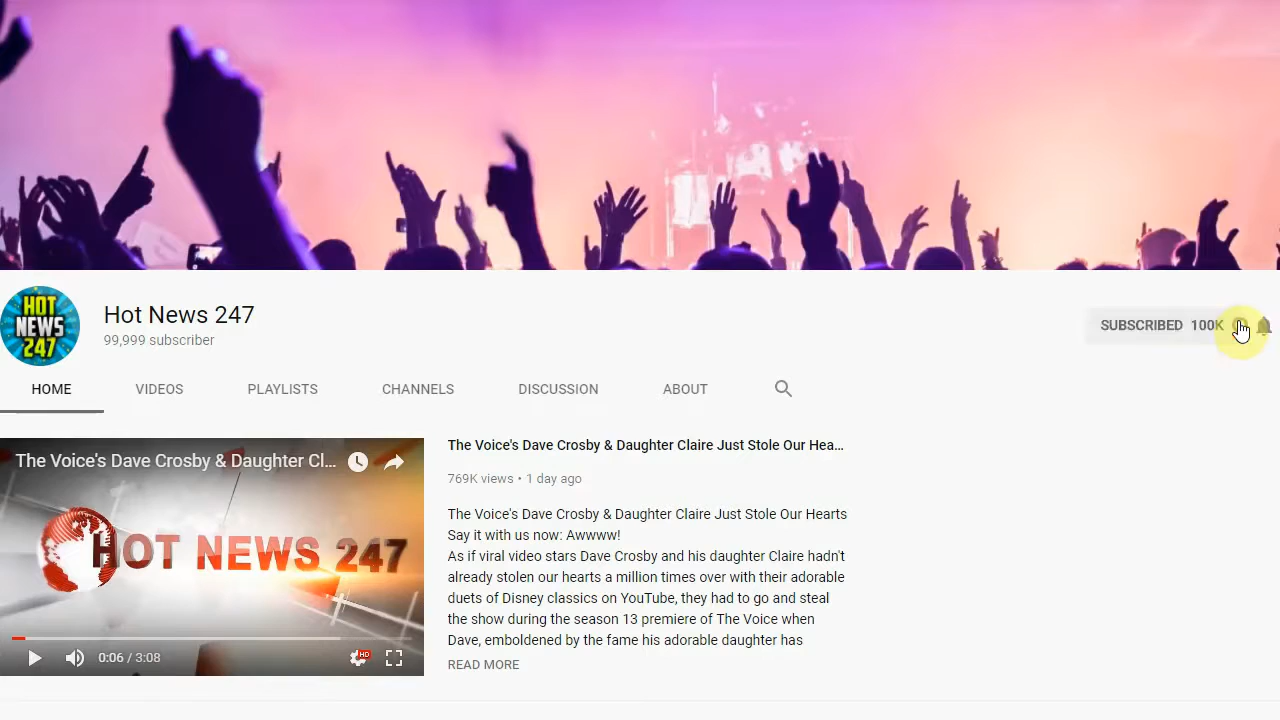 HOT
NEWS
247
Hot News 247
99,999 subscriber
SUBSCRIBED 100K
HOME VIDEOS PLAYLISTS CHANNELS DISCUSSION ABOUT
The Voice's Dave Crosby & Daughter Cl...
HOT NEWS 247
0:06 / 3:08
HD
The Voice's Dave Crosby & Daughter Claire Just Stole Our Hea...
769K views • 1 day ago
The Voice's Dave Crosby & Daughter Claire Just Stole Our Hearts
Say it with us now: Awwww!
As if viral video stars Dave Crosby and his daughter Claire hadn't
already stolen our hearts a million times over with their adorable
duets of Disney classics on YouTube, they had to go and steal
the show during the season 13 premiere of The Voice when
Dave, emboldened by the fame his adorable daughter has
READ MORE